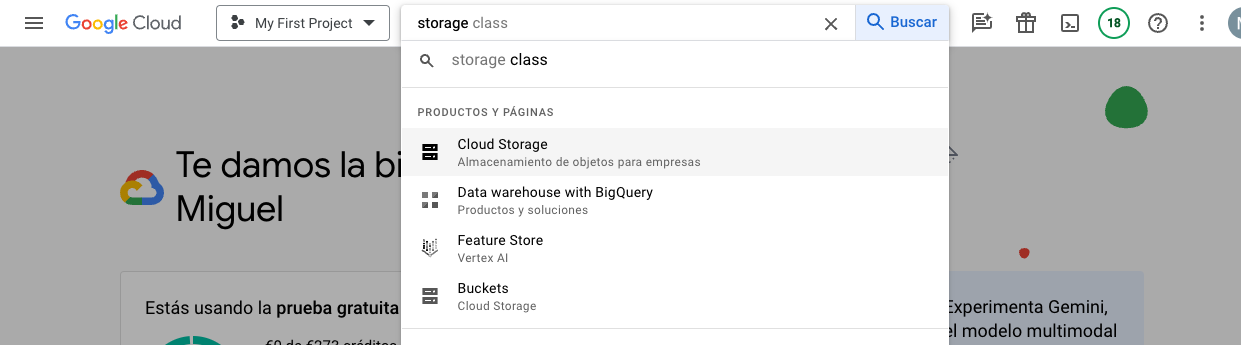 Google Cloud
My First Project
storage class
Buscar
18
storage class
PRODUCTOS Y PÁGINAS
Cloud Storage
Almacenamiento de objetos para empresas
Data warehouse with BigQuery
Productos y soluciones
Feature Store
Vertex AI
Buckets
Cloud Storage
Te damos la bi
Miguel
Estás usando la prueba gratuita
Experimenta Gemini,
el modelo multimodal